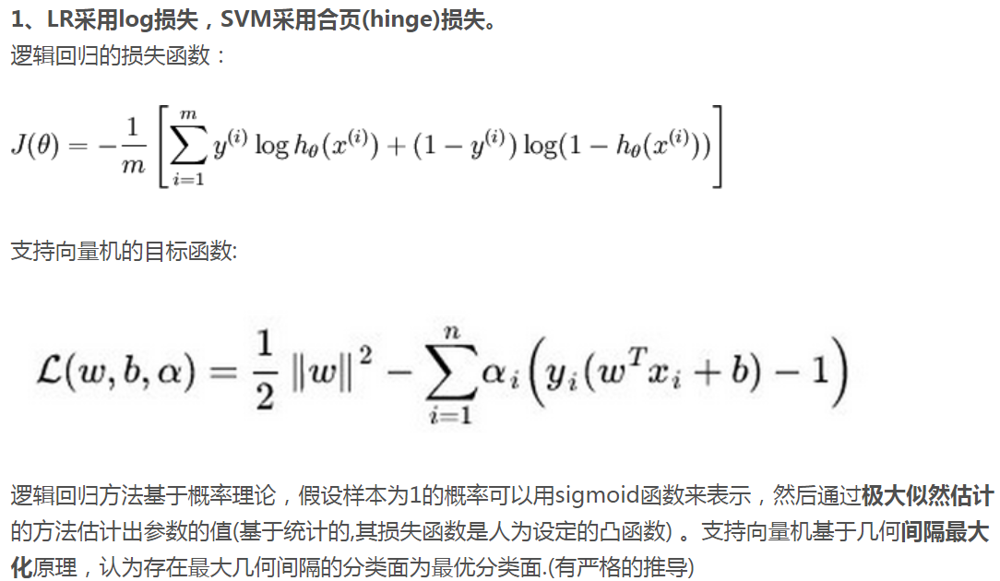 1、LR采用log损失，SVM采用合页(hinge)损失。
逻辑回归的损失函数：
J(θ) = −\frac{1}{m} \left[ \sum_{i=1}^{m} y^{(i)} \log h_θ(x^{(i)}) + (1 − y^{(i)}) \log(1 − h_θ(x^{(i)})) \right]
支持向量机的目标函数:
\mathcal{L}(w, b, α) = \frac{1}{2} \|w\|^2 − \sum_{i=1}^{n} α_i \left( y_i(w^T x_i + b) − 1 \right)
逻辑回归方法基于概率理论，假设样本为1的概率可以用sigmoid函数来表示，然后通过极大似然估计
的方法估计出参数的值(基于统计的,其损失函数是人为设定的凸函数) 。支持向量机基于几何间隔最大
化原理，认为存在最大几何间隔的分类面为最优分类面.(有严格的推导)